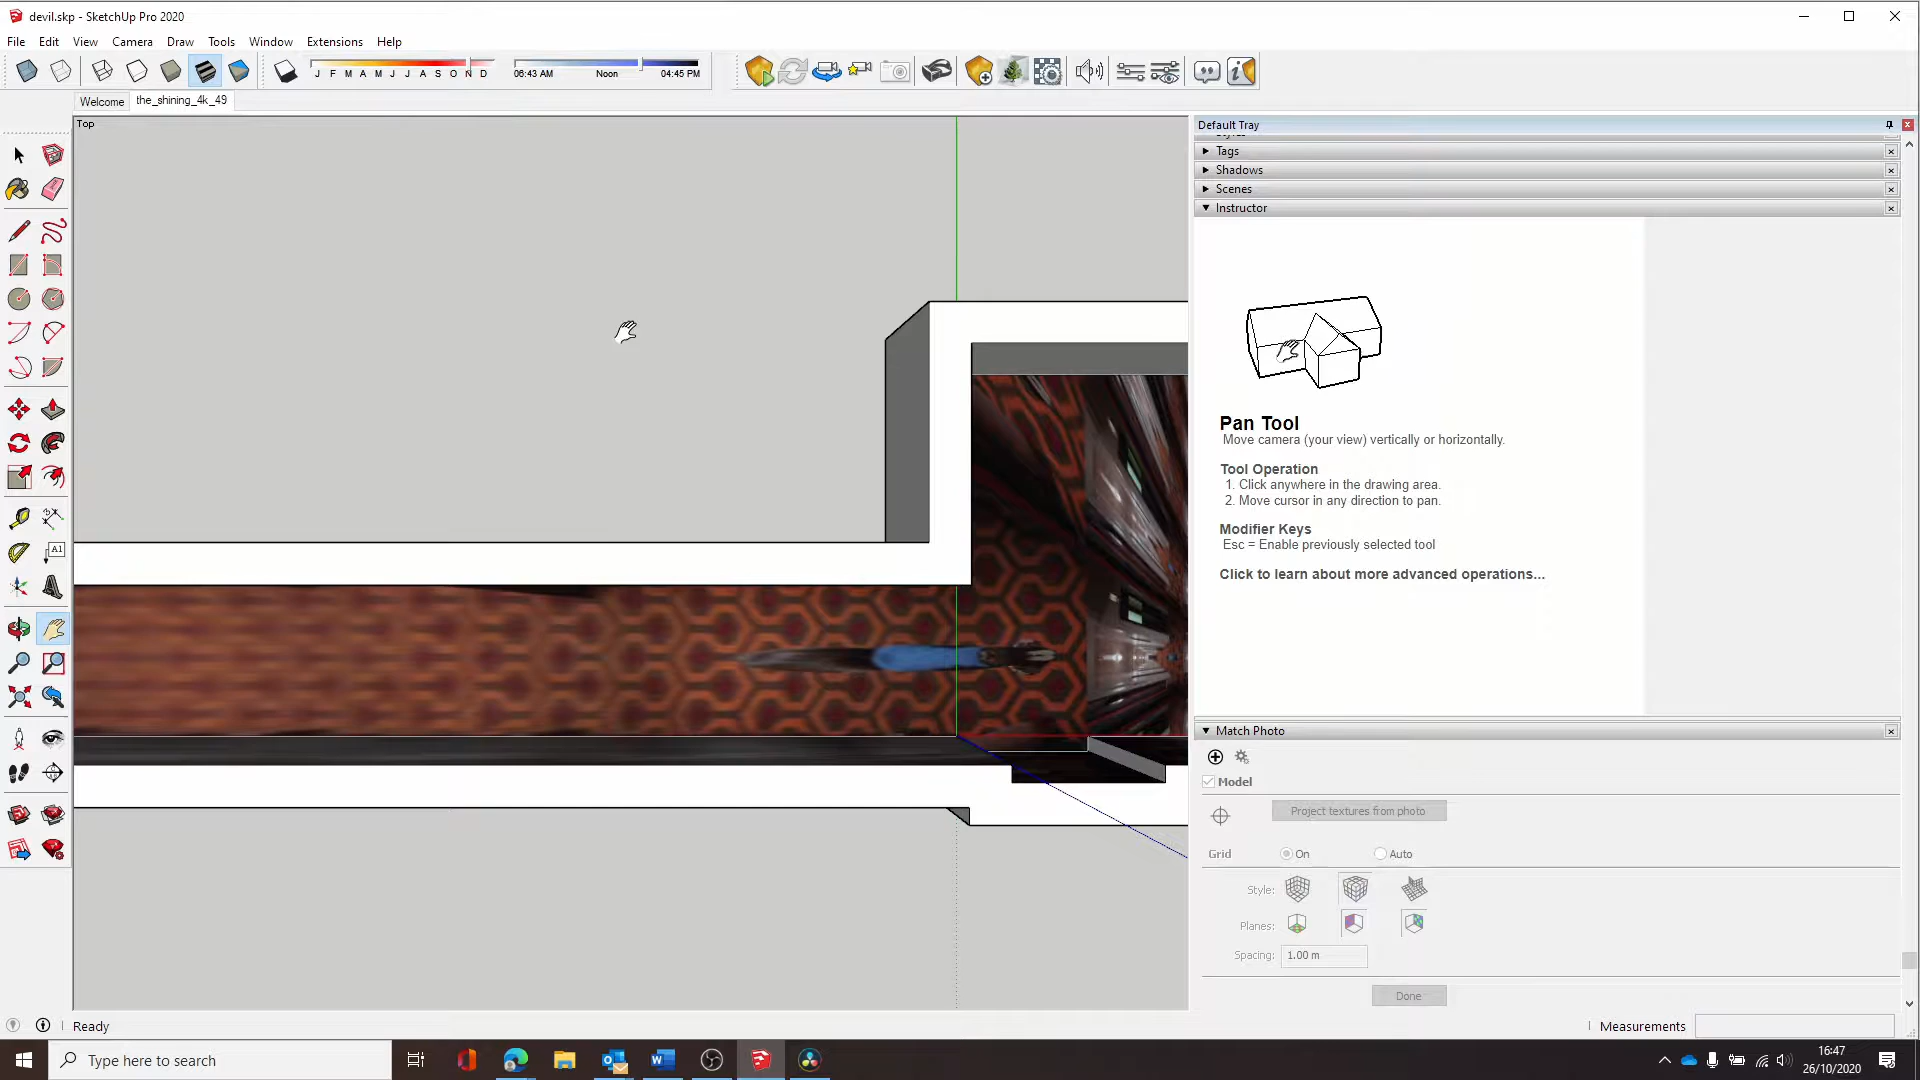 devil.skp - SketchUp Pro 2020
File Edit View Camera Draw Tools Window Extensions Help
J F M A M J J A S O N D 06:43 AM Noon 04:45 PM
Welcome the_shining_4k_49
Top
Default Tray
Tags
Shadows
Scenes
Instructor
Pan Tool
Move camera (your view) vertically or horizontally.
Tool Operation
1. Click anywhere in the drawing area.
2. Move cursor in any direction to pan.
Modifier Keys
Esc = Enable previously selected tool
Click to learn about more advanced operations...
A1
Match Photo
Model
Project textures from photo
Grid On Auto
Style:
Planes:
Spacing: 1.00 m
Done
Ready
Measurements
Type here to search
16:47
26/10/2020